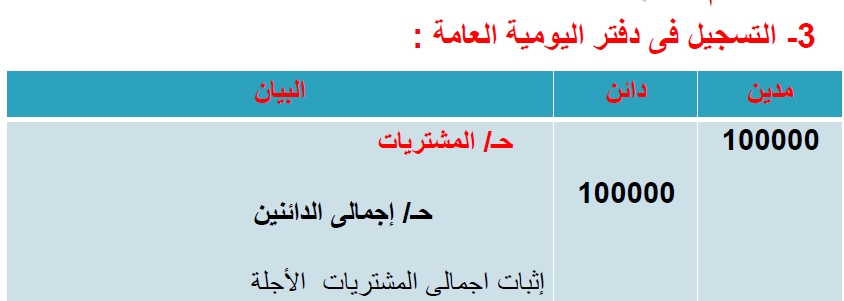 3- التسجيل فى دفتر اليومية العامة :
مدين دائن البيان
100000 حـ/ المشتريات
100000 حـ/ إجمالى الدائنين
إثبات اجمالى المشتريات الأجلة